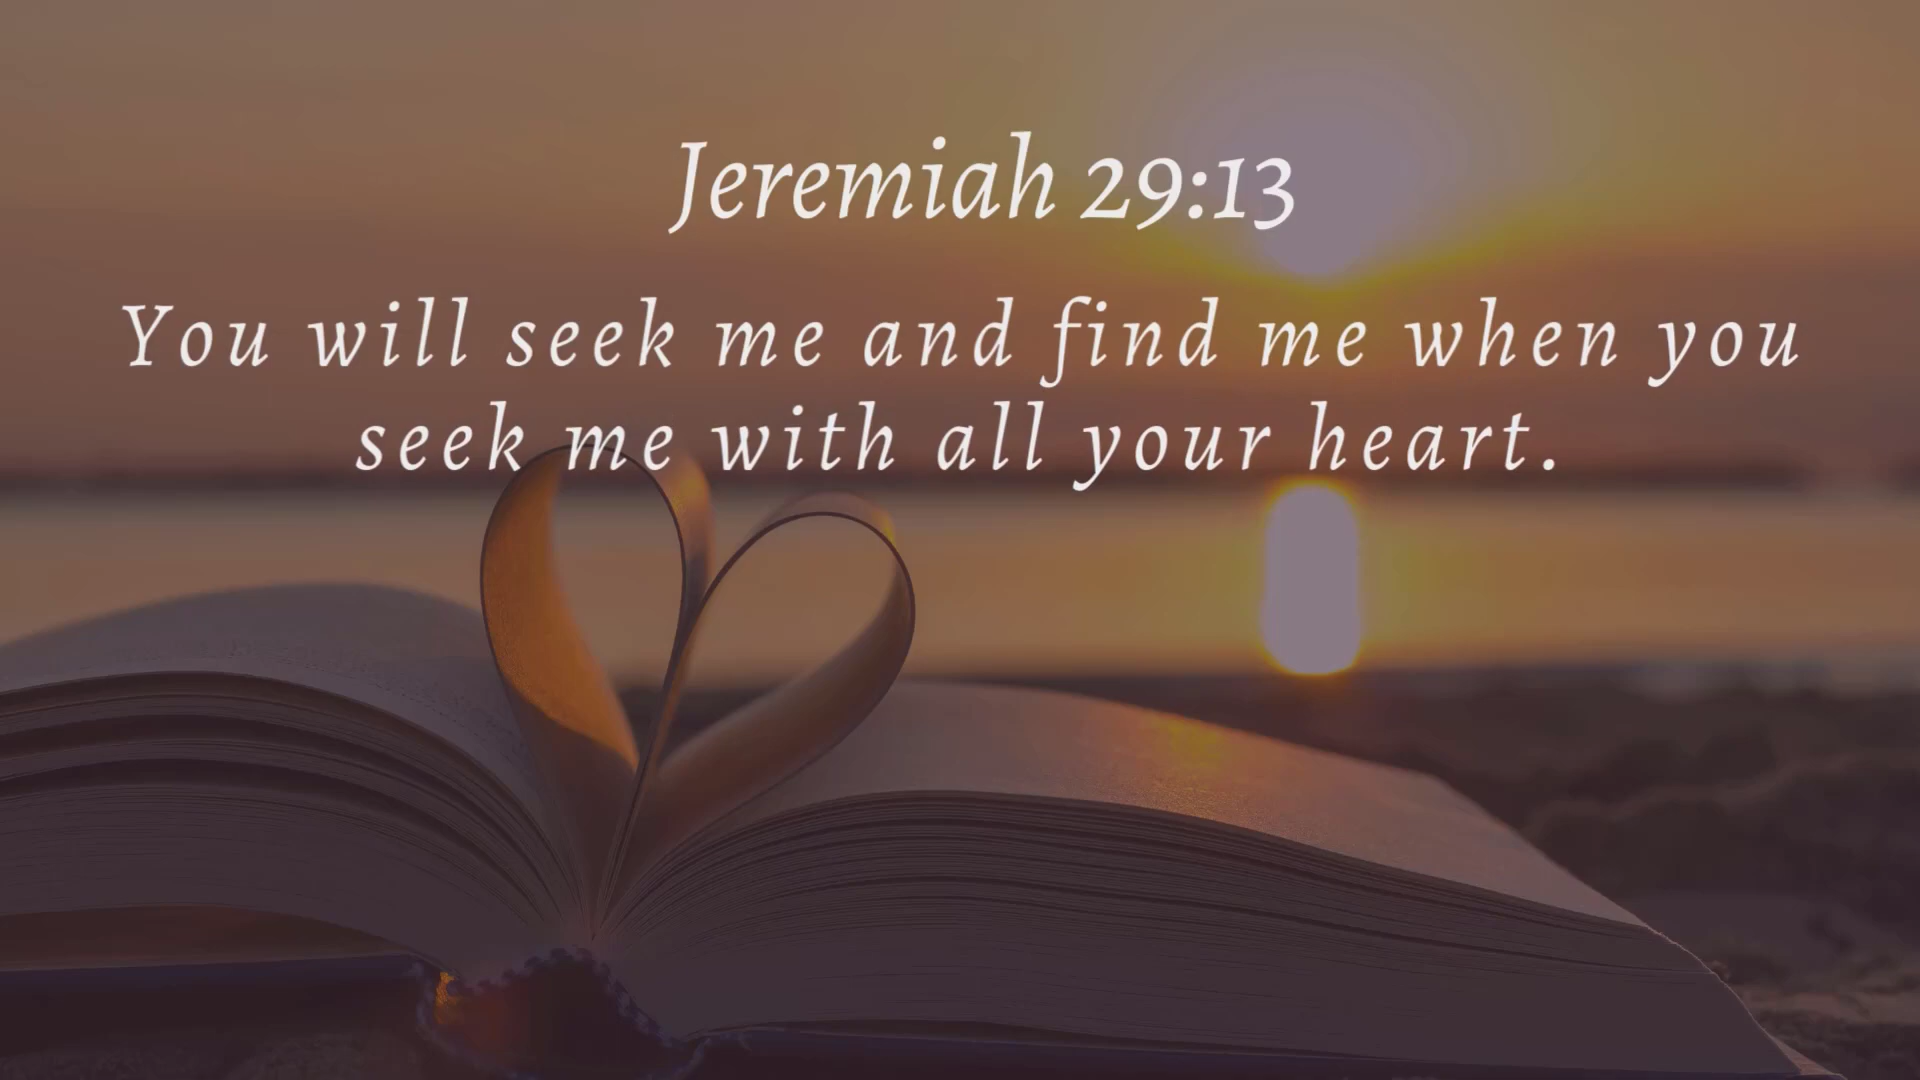 Jeremiah 29:13
You will seek me and find me when you
seek me with all your heart.